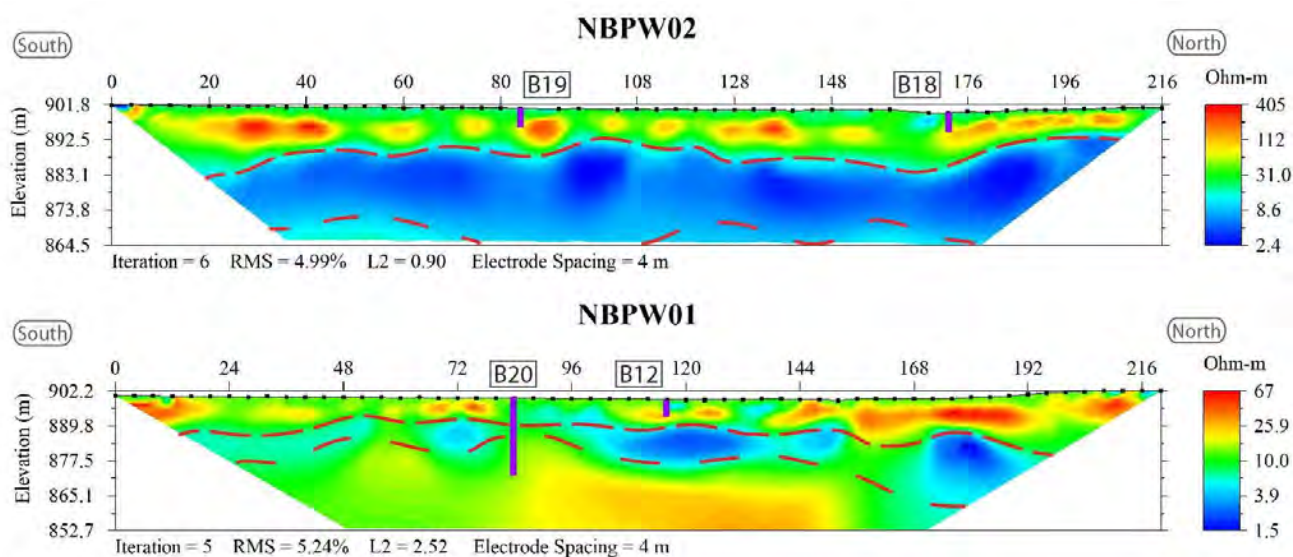 NBPW02
South
North
0 20 40 60 80 B19 108 128 148 B18 176 196 216
Ohm-m
Elevation (m)
901.8
892.5
883.1
873.8
864.5
405
112
31.0
8.6
2.4
Iteration = 6 RMS = 4.99% L2 = 0.90 Electrode Spacing = 4 m
NBPW01
South
North
0 24 48 72 B20 96 B12 120 144 168 192 216
Ohm-m
Elevation (m)
902.2
889.8
877.5
865.1
852.7
67
25.9
10.0
3.9
1.5
Iteration = 5 RMS = 5.24% L2 = 2.52 Electrode Spacing = 4 m